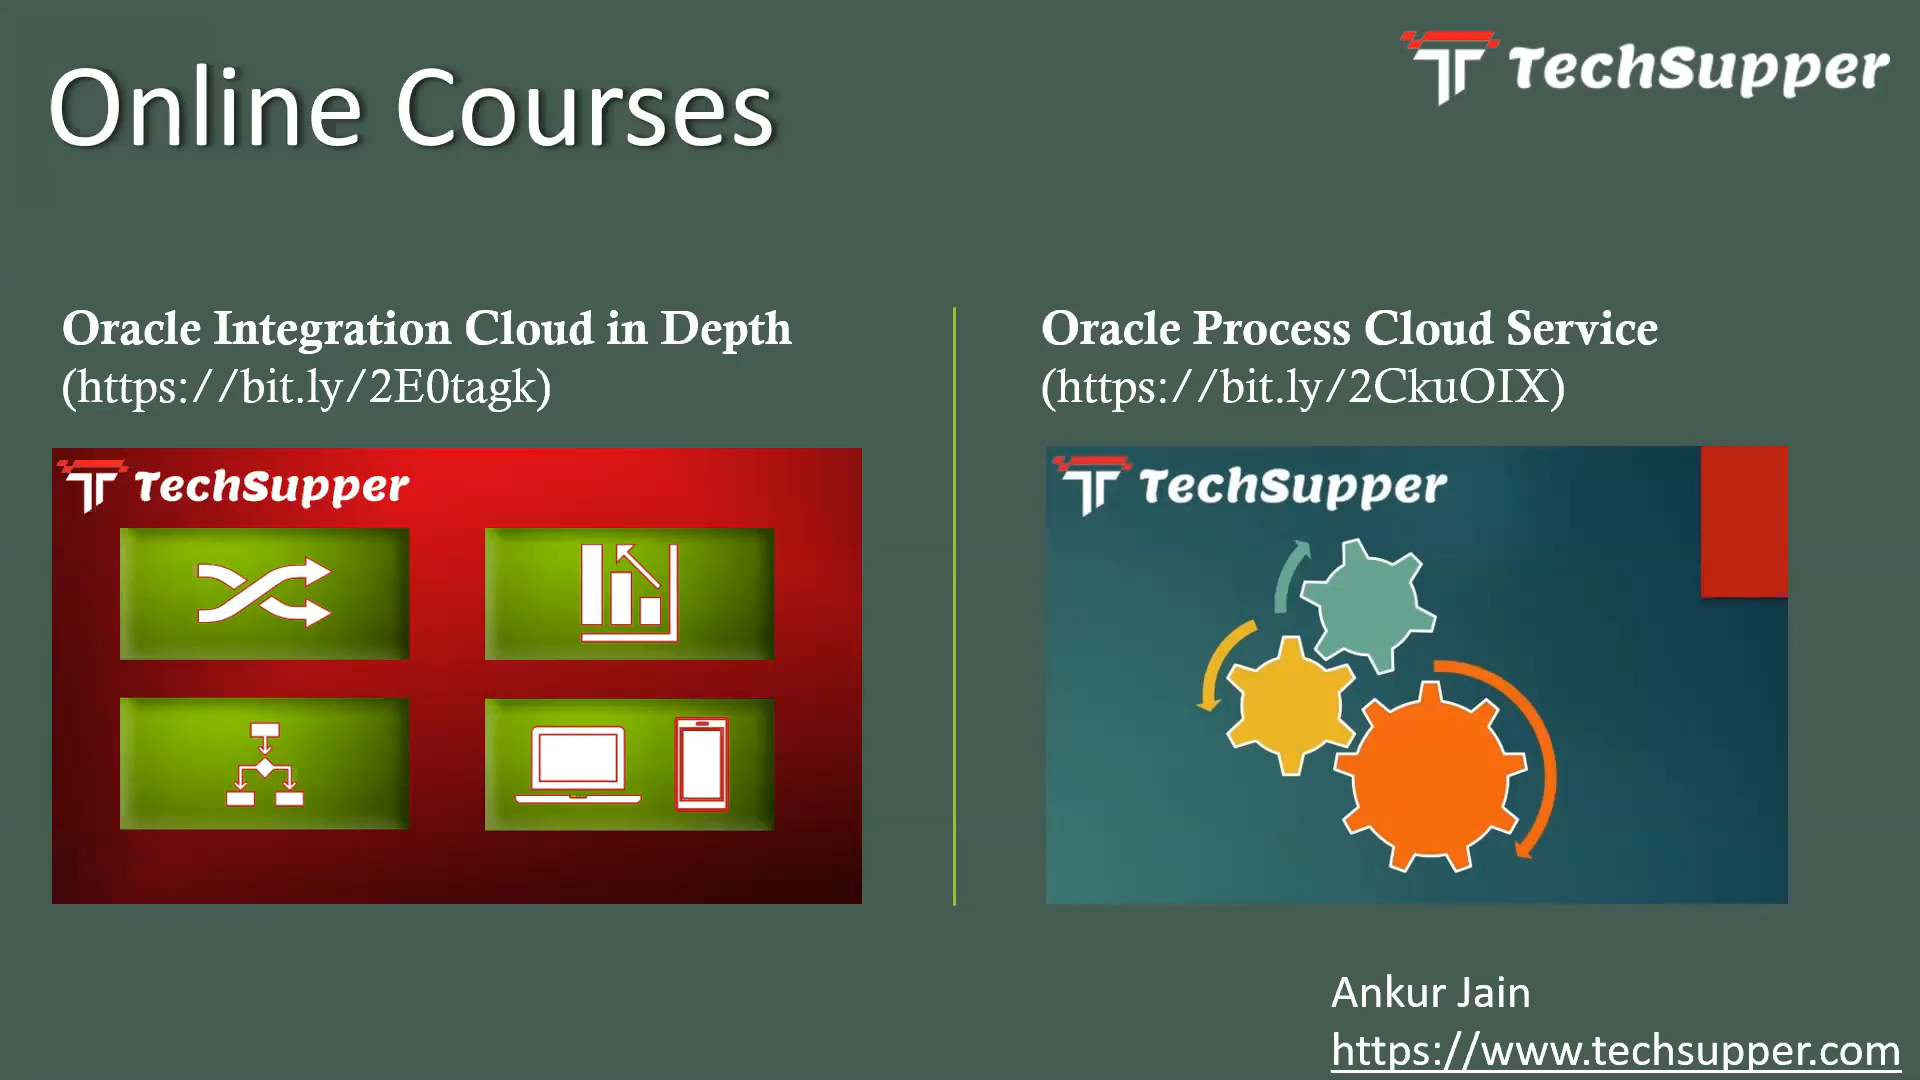 Online Courses
TechSupper
Oracle Integration Cloud in Depth
(https://bit.ly/2E0tagk)
TechSupper
Oracle Process Cloud Service
(https://bit.ly/2CkuOIX)
TechSupper
Ankur Jain
https://www.techsupper.com